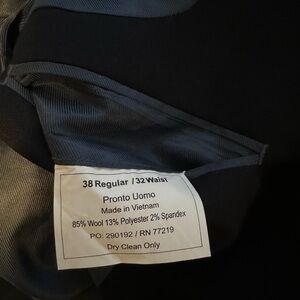 38 Regular / 32 Waist
Pronto Uomo
Made in Vietnam
85% Wool 13% Polyester 2% Spandex
PO: 290192 / RN 77219
Dry Clean Only